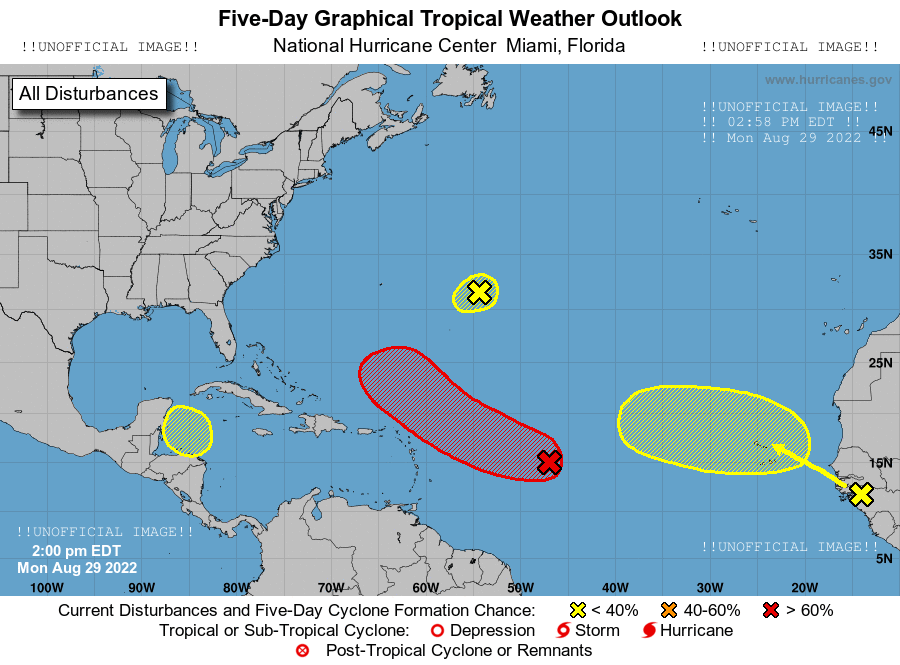 Five-Day Graphical Tropical Weather Outlook
!!UNOFFICIAL IMAGE!! National Hurricane Center Miami, Florida !!UNOFFICIAL IMAGE!!
All Disturbances
www.hurricanes.gov
!!UNOFFICIAL IMAGE!!
!! 02:58 PM EDT !!
!! Mon Aug 29 2022 !!
45N
35N
25N
15N
!!UNOFFICIAL IMAGE!!
2:00 pm EDT
Mon Aug 29 2022
!!UNOFFICIAL IMAGE!!
5N
100W 90W 80W 70W 60W 50W 40W 30W 20W
Current Disturbances and Five-Day Cyclone Formation Chance: < 40% 40-60% > 60%
Tropical or Sub-Tropical Cyclone: Depression Storm Hurricane
Post-Tropical Cyclone or Remnants